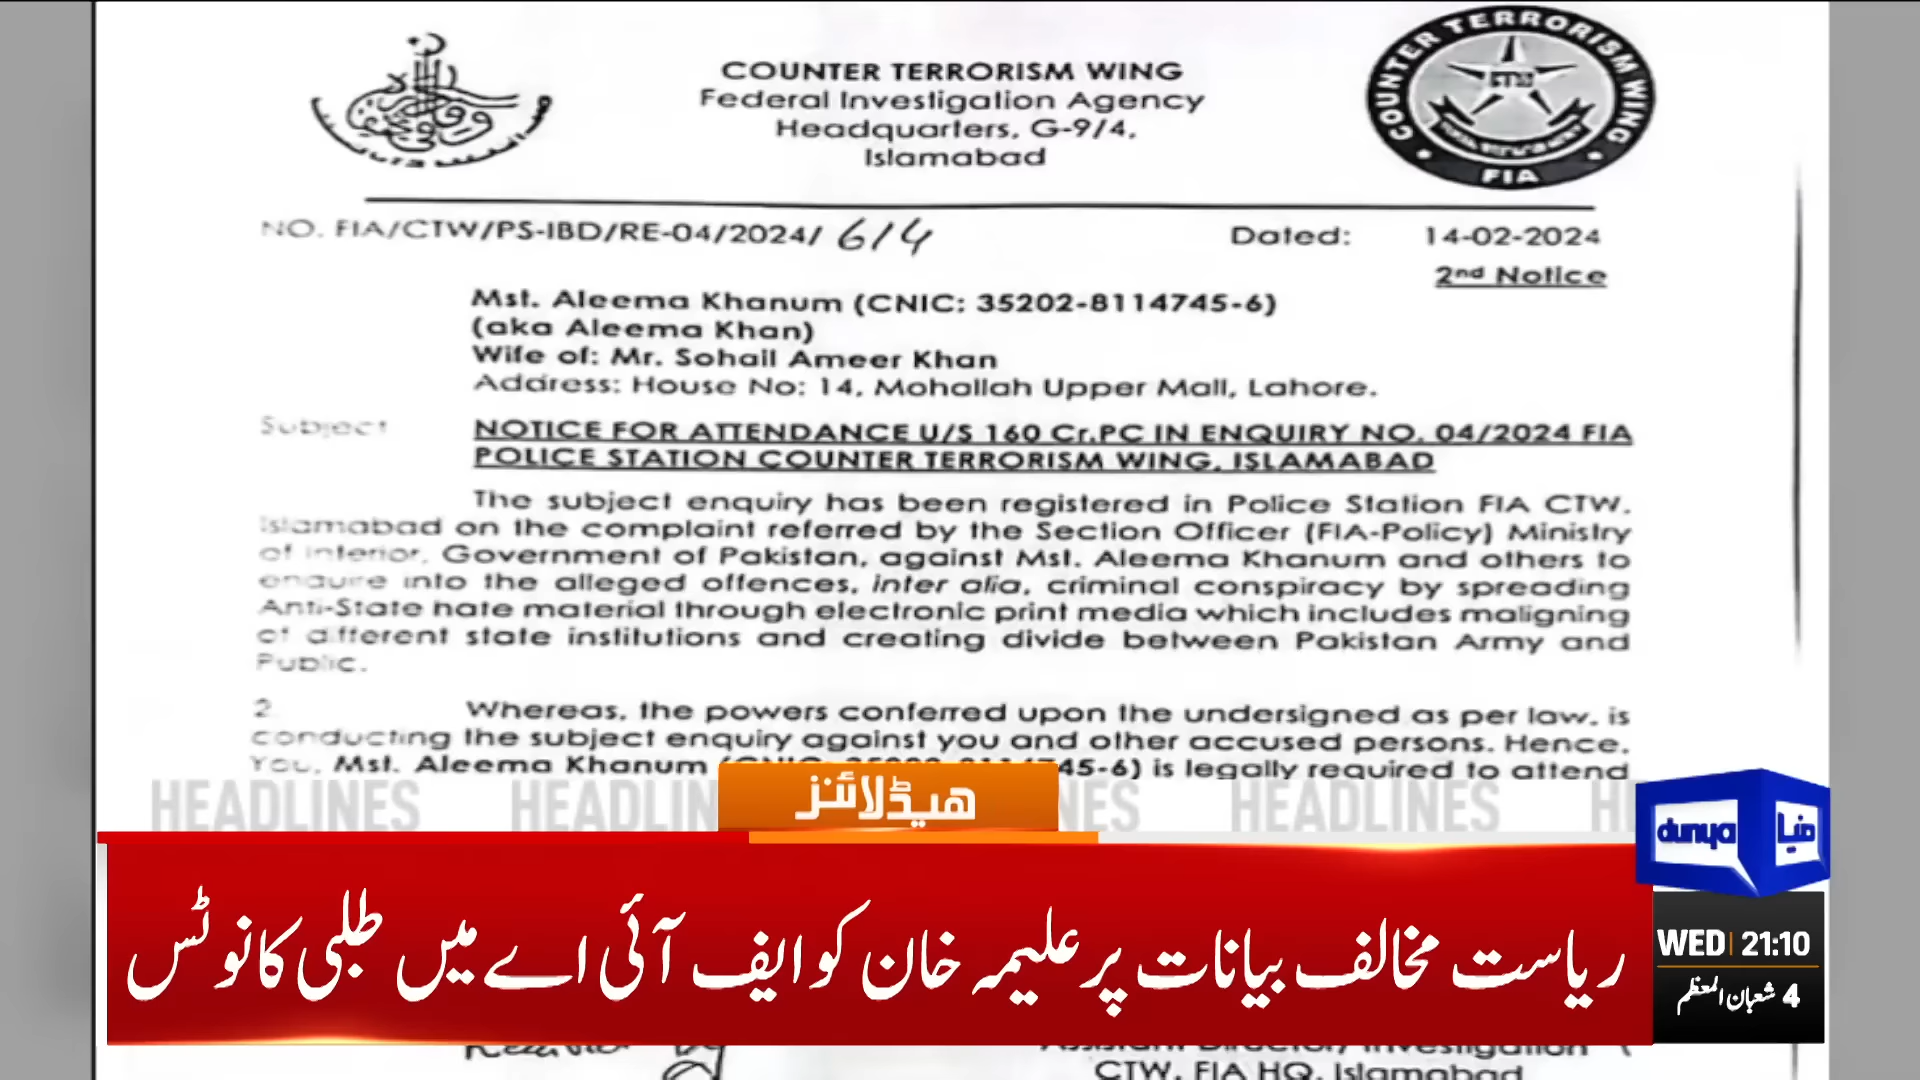 COUNTER TERRORISM WING
Federal Investigation Agency
Headquarters, G-9/4,
Islamabad
COUNTER TERRORISM WING
CTW
FIA
NO. FIA/CTW/PS-IBD/RE-04/2024/ 614
Dated: 14-02-2024
2nd Notice
Mst. Aleema Khanum (CNIC: 35202-8114745-6)
(aka Aleema Khan)
Wife of: Mr. Sohail Ameer Khan
Address: House No: 14, Mohallah Upper Mall, Lahore.
Subject
NOTICE FOR ATTENDANCE U/S 160 Cr.PC IN ENQUIRY NO. 04/2024 FIA
POLICE STATION COUNTER TERRORISM WING, ISLAMABAD
The subject enquiry has been registered in Police Station FIA CTW,
Islamabad on the complaint referred by the Section Officer (FIA-Policy) Ministry
of Interior, Government of Pakistan, against Mst. Aleema Khanum and others to
enquire into the alleged offences, inter alia, criminal conspiracy by spreading
Anti-State hate material through electronic print media which includes maligning
of different state institutions and creating divide between Pakistan Army and
Public.
2. Whereas, the powers conferred upon the undersigned as per law, is
conducting the subject enquiry against you and other accused persons. Hence,
You, Mst. Aleema Khanum 45-6) is legally required to attend
HEADLINES HEADLINES HEADLINES
ہیڈلائنز
dunya دنیا
ریاست مخالف بیانات پر علیمہ خان کو ایف آئی اے میں طلبی کا نوٹس
WED 21:10
4 شعبان المعظم
Assistant Director/ Investigation
CTW, FIA HQ, Islamabad